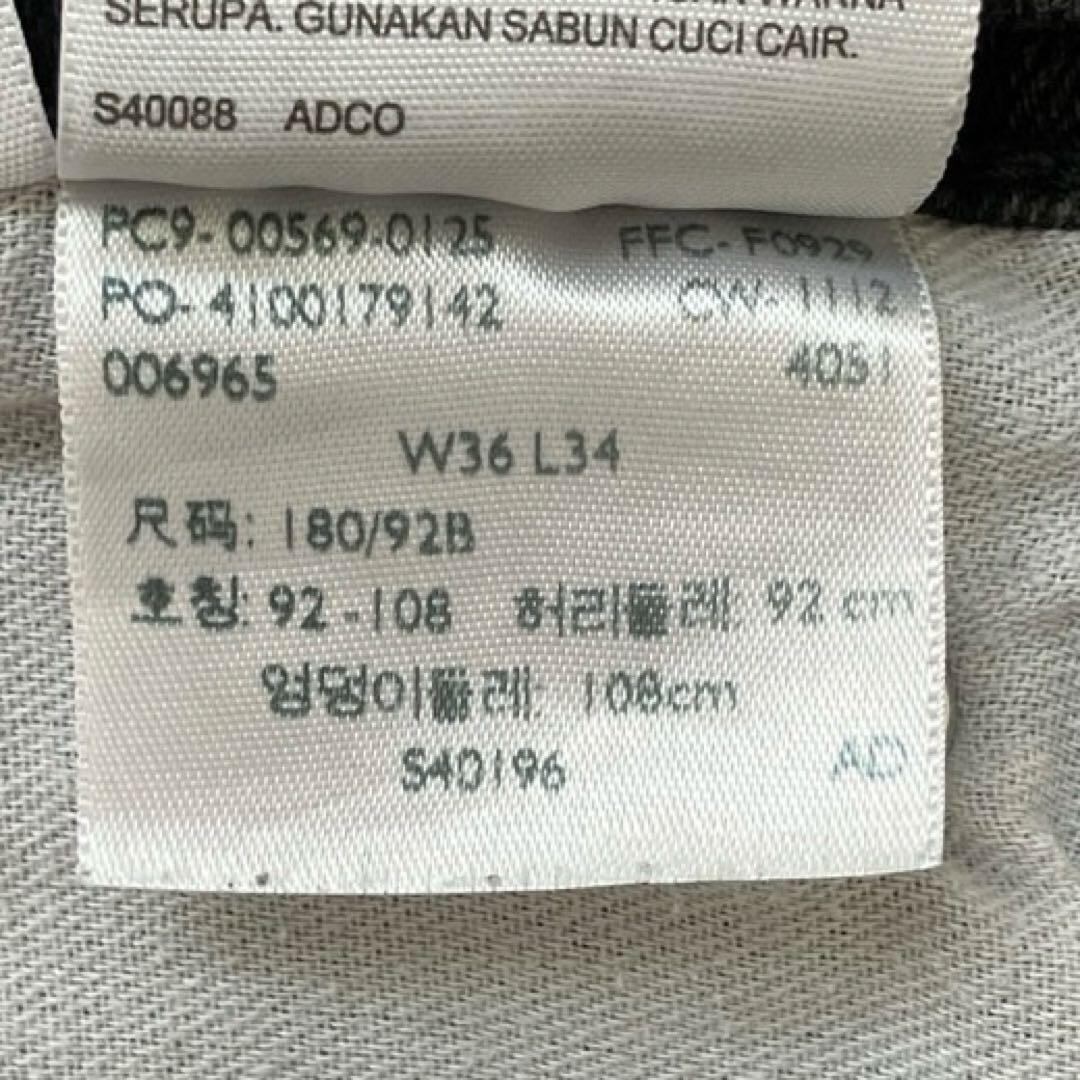 SERUPA. GUNAKAN SABUN CUCI CAIR.
S40088 ADCO
PC9-00569-0125 FFC-F0929
PO-4100179142 CW-1112
006965 4051
W36 L34
尺码: 180/92B
호칭: 92-108 허리둘레: 92 cm
엉덩이둘레: 108cm
S40196 AD